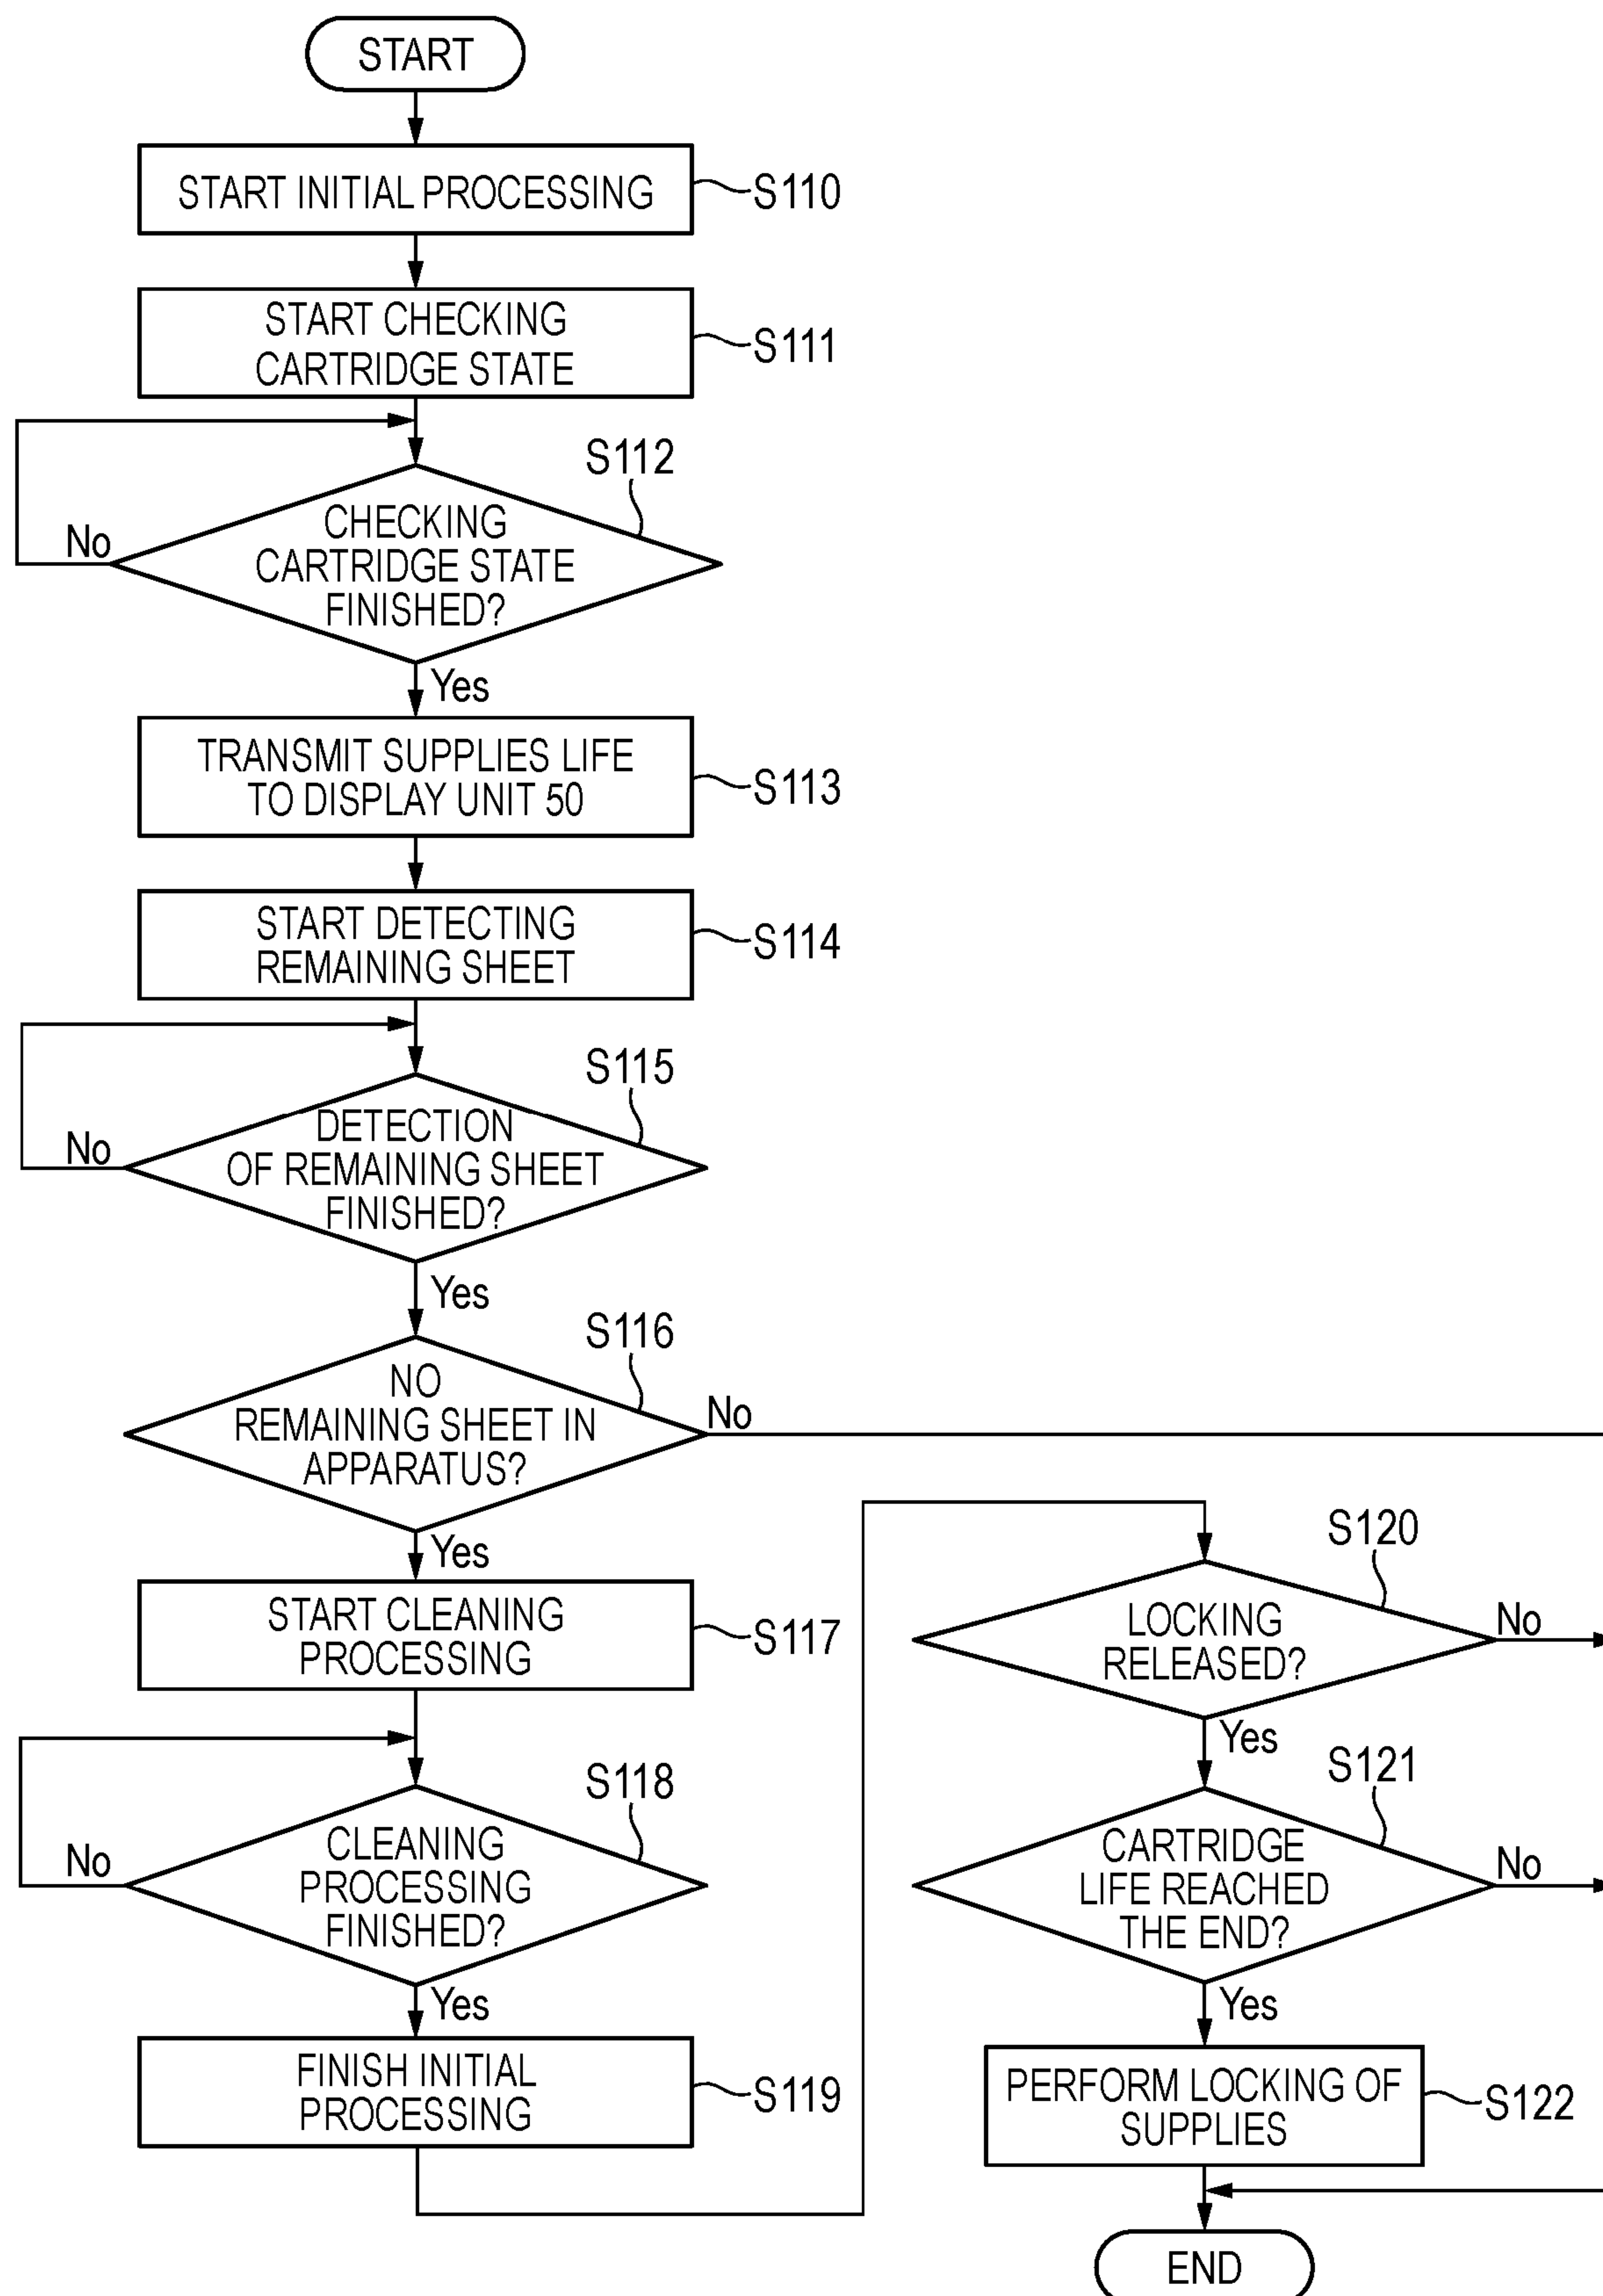 START
START INITIAL PROCESSING
S110
START CHECKING
CARTRIDGE STATE
S111
S112
CHECKING
CARTRIDGE STATE
FINISHED?
No
Yes
TRANSMIT SUPPLIES LIFE
TO DISPLAY UNIT 50
S113
START DETECTING
REMAINING SHEET
S114
S115
DETECTION
OF REMAINING SHEET
FINISHED?
No
Yes
S116
NO
REMAINING SHEET IN
APPARATUS?
No
Yes
START CLEANING
PROCESSING
S117
S118
CLEANING
PROCESSING
FINISHED?
No
Yes
FINISH INITIAL
PROCESSING
S119
S120
LOCKING
RELEASED?
No
Yes
S121
CARTRIDGE
LIFE REACHED
THE END?
No
Yes
PERFORM LOCKING OF
SUPPLIES
S122
END